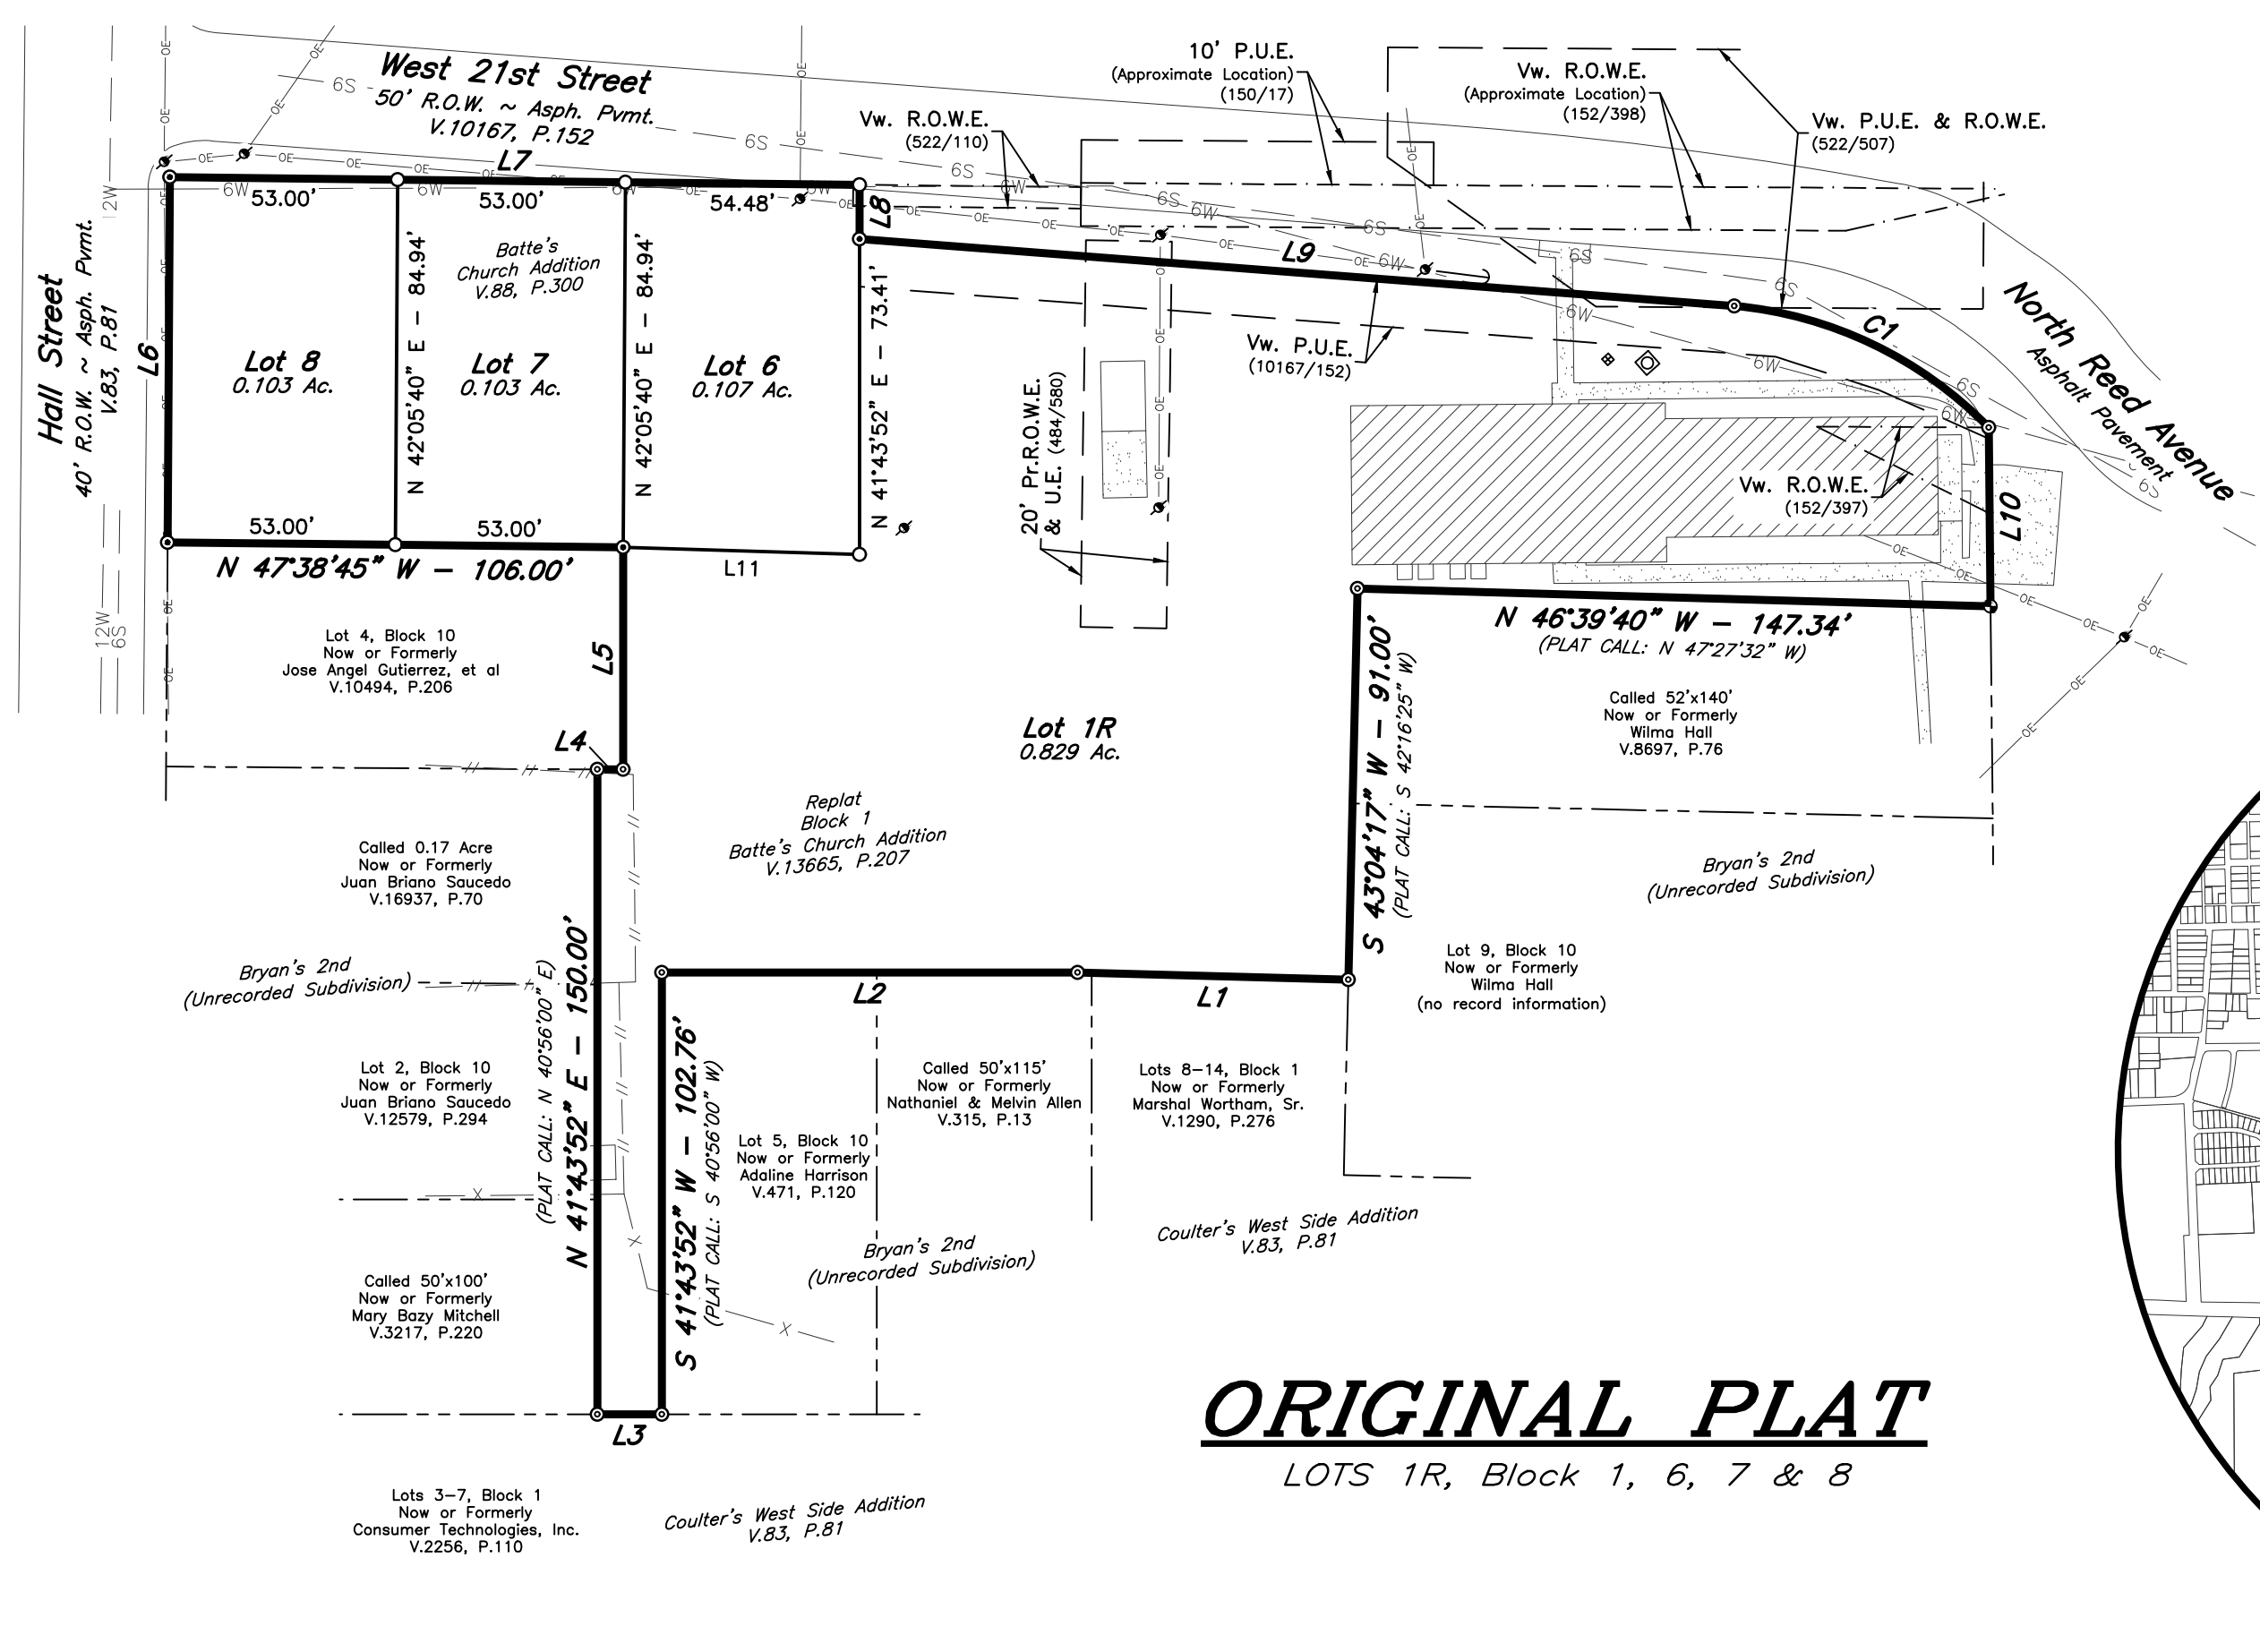 West 21st Street
50' R.O.W. ~ Asph. Pvmt.
V.10167, P.152
10' P.U.E.
(Approximate Location)
(150/17)
Vw. R.O.W.E.
(Approximate Location)
(152/398)
Vw. P.U.E. & R.O.W.E.
(522/507)
Vw. R.O.W.E.
(522/110)
Hall Street
40' R.O.W. ~ Asph. Pvmt.
V.83, P.81
North Reed Avenue
Asphalt Pavement
L7
53.00'
53.00'
54.48'
L8
L9
C1
L10
L6
Lot 8
0.103 Ac.
N 42°05'40" E - 84.94'
Batte's
Church Addition
V.88, P.300
Lot 7
0.103 Ac.
N 42°05'40" E - 84.94'
Lot 6
0.107 Ac.
N 41°43'52" E - 73.41'
Vw. P.U.E.
(10167/152)
20' Pr.R.O.W.E.
& U.E. (484/580)
Vw. R.O.W.E.
(152/397)
53.00'
53.00'
N 47°38'45" W - 106.00'
L11
N 46°39'40" W - 147.34'
(PLAT CALL: N 47°27'32" W)
Lot 4, Block 10
Now or Formerly
Jose Angel Gutierrez, et al
V.10494, P.206
L5
L4
Lot 1R
0.829 Ac.
S 43°04'17" W - 91.00'
(PLAT CALL: S 42°16'25" W)
Called 52'x140'
Now or Formerly
Wilma Hall
V.8697, P.76
Replat
Block 1
Batte's Church Addition
V.13665, P.207
Called 0.17 Acre
Now or Formerly
Juan Briano Saucedo
V.16937, P.70
Bryan's 2nd
(Unrecorded Subdivision)
Bryan's 2nd
(Unrecorded Subdivision)
Lot 9, Block 10
Now or Formerly
Wilma Hall
(no record information)
L2
L1
N 41°43'52" E - 150.00'
(PLAT CALL: N 40°56'00" E)
S 41°43'52" W - 102.76'
(PLAT CALL: S 40°56'00" W)
Lot 2, Block 10
Now or Formerly
Juan Briano Saucedo
V.12579, P.294
Called 50'x115'
Now or Formerly
Nathaniel & Melvin Allen
V.315, P.13
Lots 8-14, Block 1
Now or Formerly
Marshal Wortham, Sr.
V.1290, P.276
Lot 5, Block 10
Now or Formerly
Adaline Harrison
V.471, P.120
Coulter's West Side Addition
V.83, P.81
Bryan's 2nd
(Unrecorded Subdivision)
Called 50'x100'
Now or Formerly
Mary Bazy Mitchell
V.3217, P.220
L3
Lots 3-7, Block 1
Now or Formerly
Consumer Technologies, Inc.
V.2256, P.110
Coulter's West Side Addition
V.83, P.81
ORIGINAL PLAT
LOTS 1R, Block 1, 6, 7 & 8